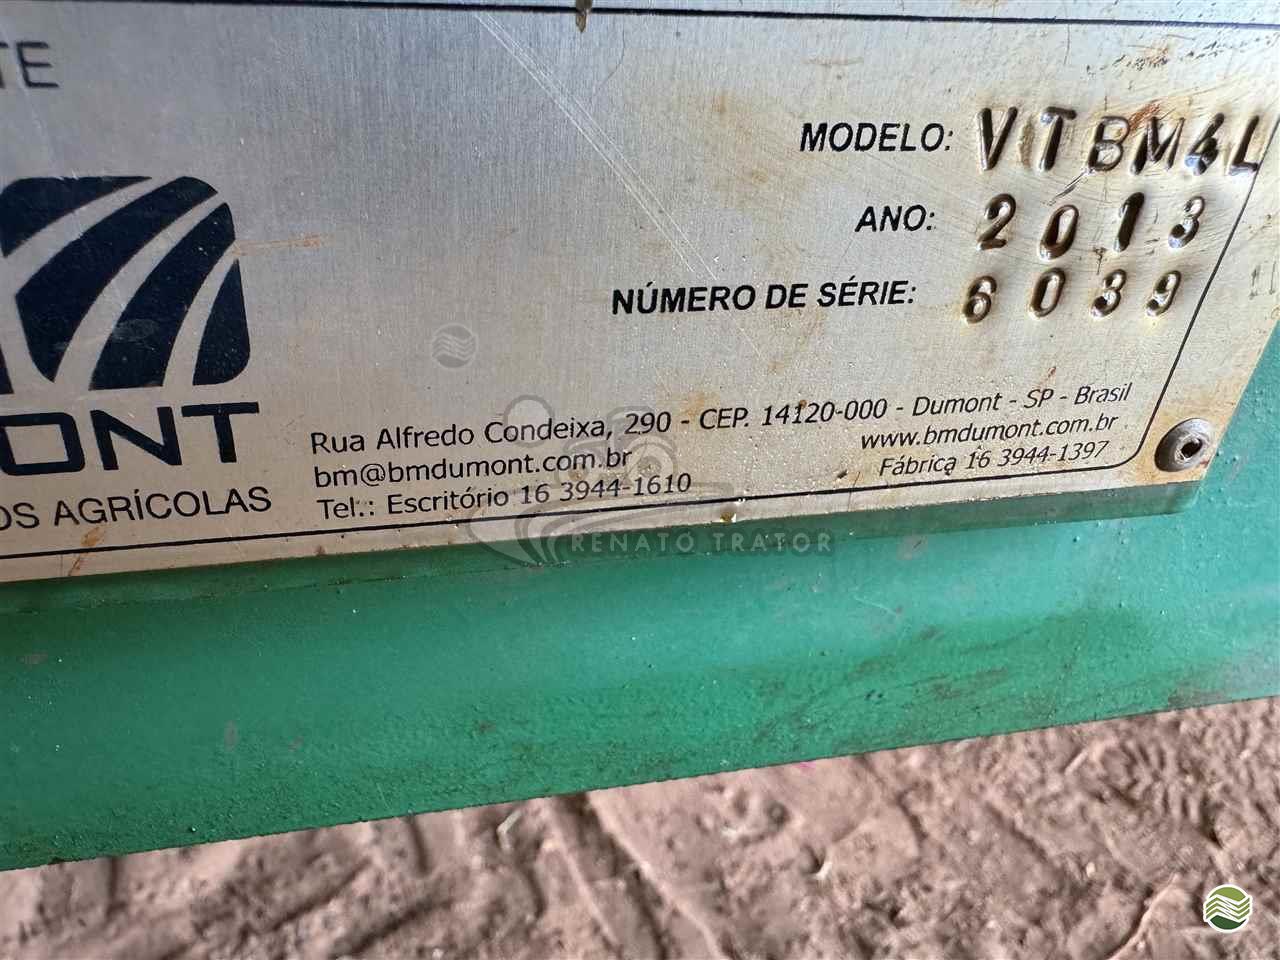 TE
MODELO: VTBM4L
ANO: 2013
NÚMERO DE SÉRIE: 6039
MONT
OS AGRÍCOLAS
Rua Alfredo Condeixa, 290 - CEP. 14120-000 - Dumont - SP - Brasil
bm@bmdumont.com.br www.bmdumont.com.br
Tel.: Escritório 16 3944-1610 Fábrica 16 3944-1397
RENATO TRATOR